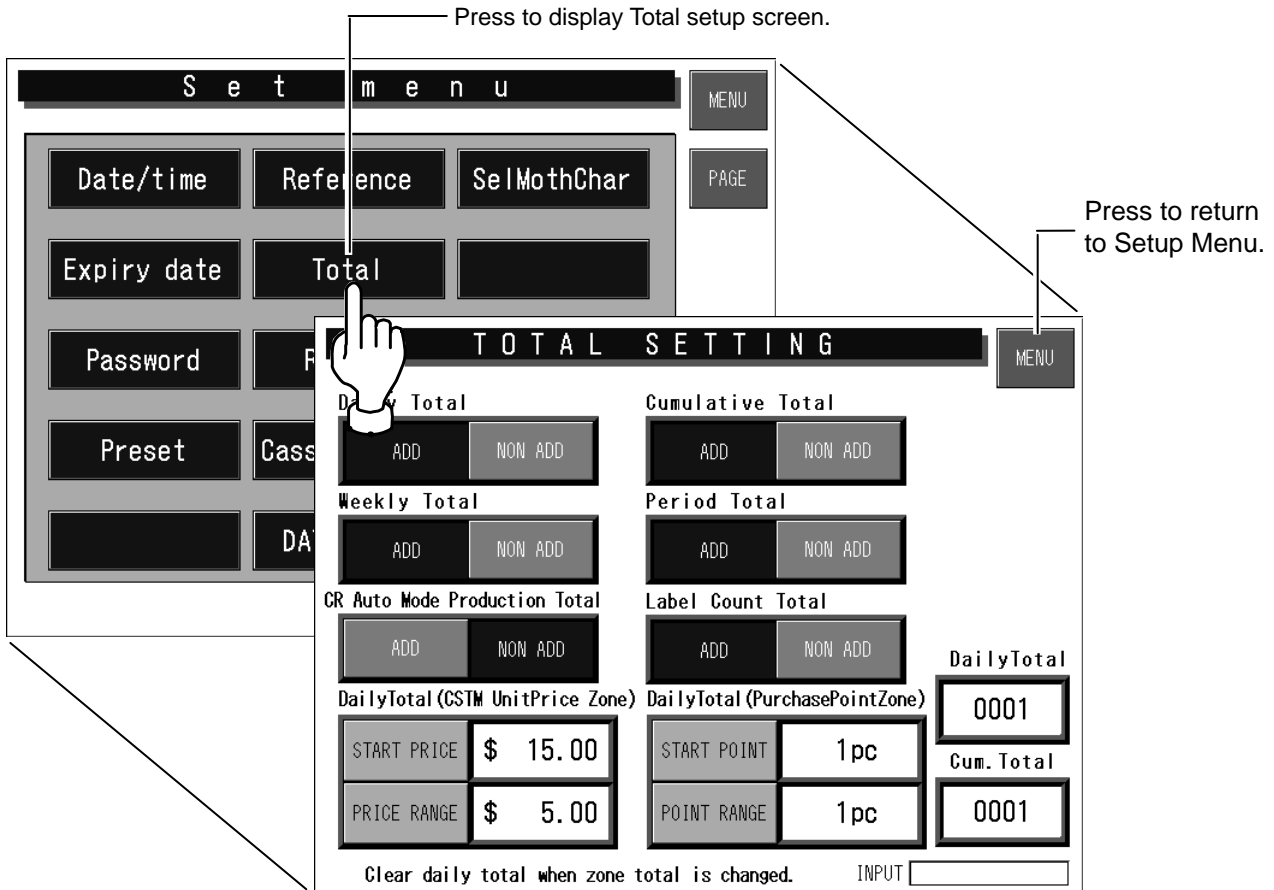 Press to display Total setup screen.
Set menu
MENU
Date/time Reference SelMothChar
PAGE
Press to return
to Setup Menu.
Expiry date Total
TOTAL SETTING
MENU
Password
Total
Cumulative Total
Preset
ADD NON ADD
ADD NON ADD
Weekly Total
Period Total
ADD NON ADD
ADD NON ADD
CR Auto Mode Production Total
Label Count Total
ADD NON ADD
ADD NON ADD
DailyTotal
0001
DailyTotal(CSTM UnitPrice Zone)
DailyTotal(PurchasePointZone)
START PRICE $ 15.00
START POINT 1pc
Cum.Total
0001
PRICE RANGE $ 5.00
POINT RANGE 1pc
Clear daily total when zone total is changed.
INPUT